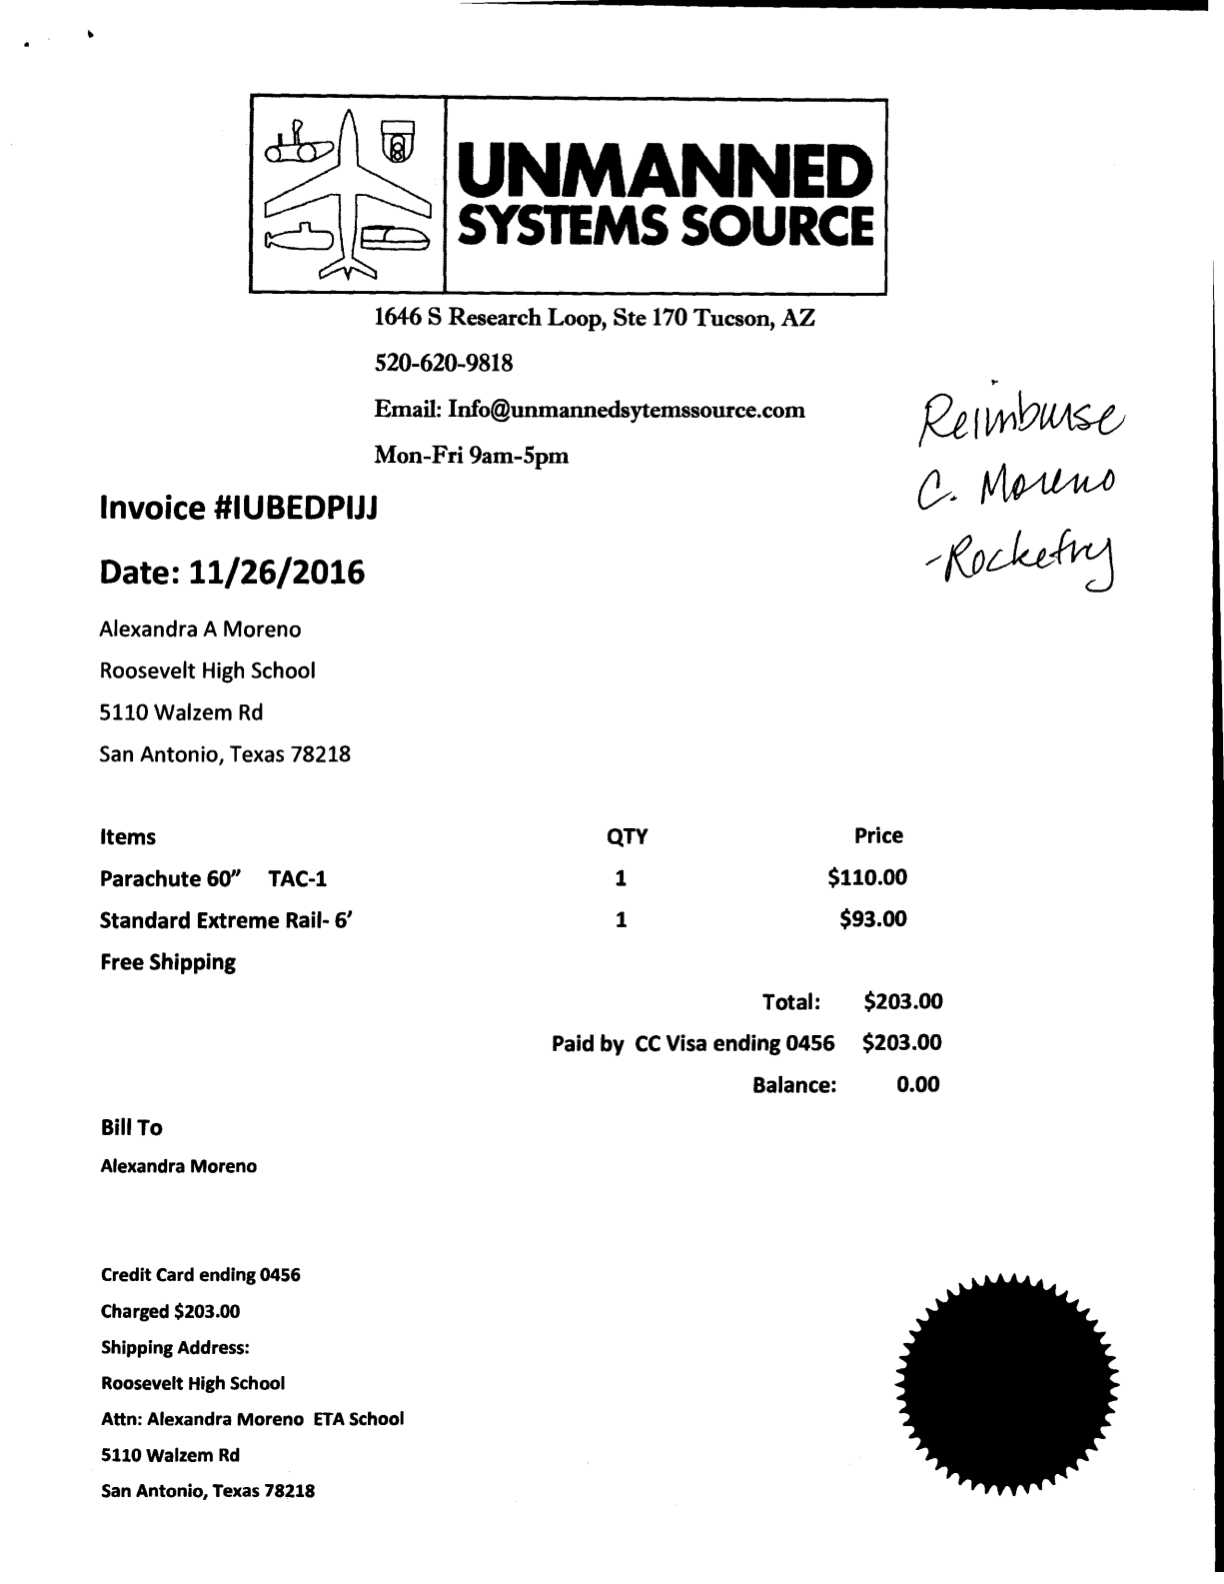 UNMANNED
SYSTEMS SOURCE
1646 S Research Loop, Ste 170 Tucson, AZ
520-620-9818
Email: Info@unmannedsytemssource.com
Mon-Fri 9am-5pm
Reimburse
C. Moreno
-Rocketry
Invoice #IUBEDPIJJ
Date: 11/26/2016
Alexandra A Moreno
Roosevelt High School
5110 Walzem Rd
San Antonio, Texas 78218
Items QTY Price
Parachute 60” TAC-1 1 $110.00
Standard Extreme Rail- 6’ 1 $93.00
Free Shipping
Total: $203.00
Paid by CC Visa ending 0456 $203.00
Balance: 0.00
Bill To
Alexandra Moreno
Credit Card ending 0456
Charged $203.00
Shipping Address:
Roosevelt High School
Attn: Alexandra Moreno ETA School
5110 Walzem Rd
San Antonio, Texas 78218